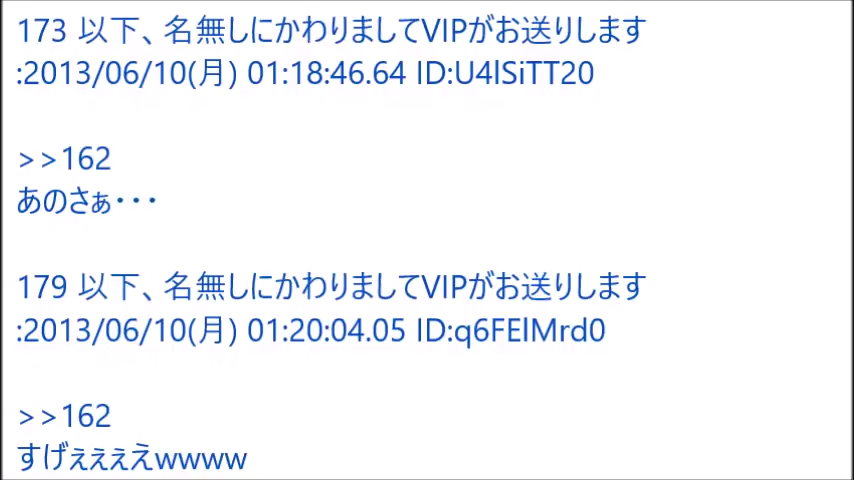 173 以下、名無しにかわりましてVIPがお送りします
:2013/06/10(月) 01:18:46.64 ID:U4lSiTT20
>>162
あのさぁ・・・
179 以下、名無しにかわりましてVIPがお送りします
:2013/06/10(月) 01:20:04.05 ID:q6FElMrd0
>>162
すげぇぇぇえwwww